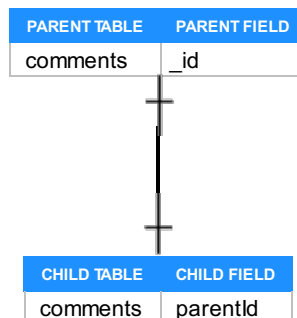 PARENT TABLE PARENT FIELD
comments _id
CHILD TABLE CHILD FIELD
comments parentId